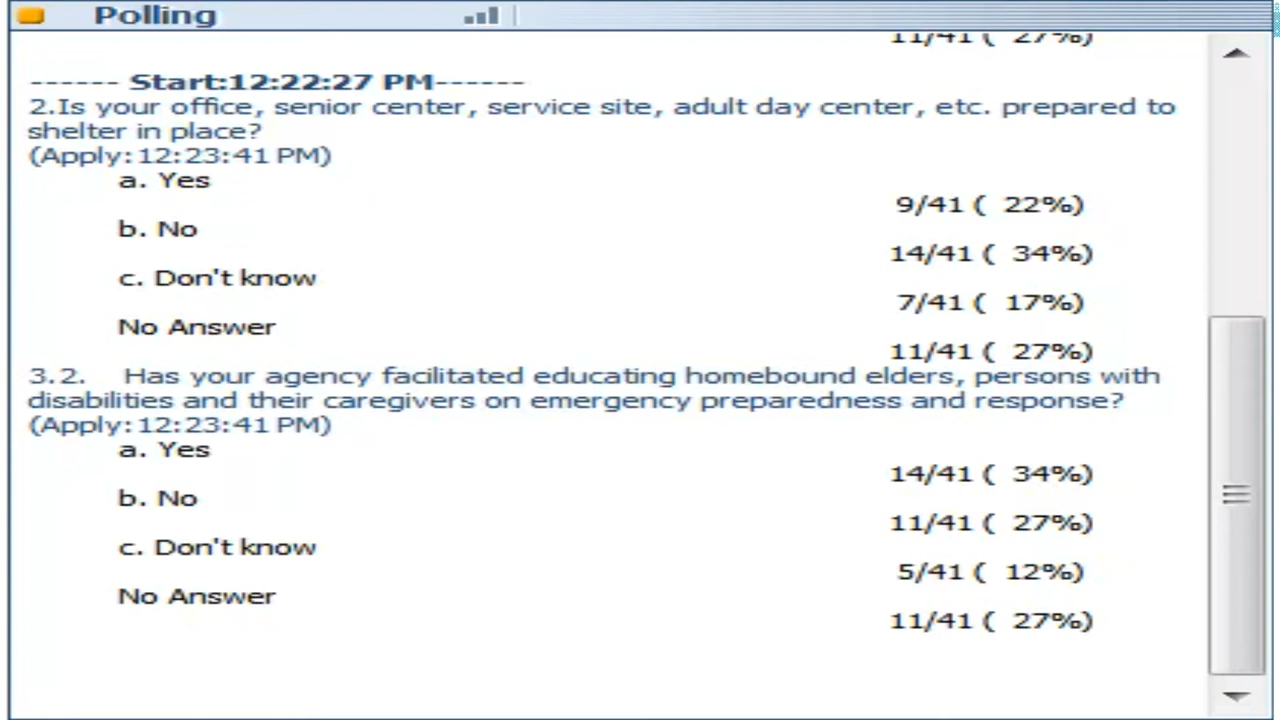 Polling
11/41 ( 27%)
------ Start:12:22:27 PM------
2.Is your office, senior center, service site, adult day center, etc. prepared to
shelter in place?
(Apply:12:23:41 PM)
a. Yes
9/41 ( 22%)
b. No
14/41 ( 34%)
c. Don't know
7/41 ( 17%)
No Answer
11/41 ( 27%)
3.2. Has your agency facilitated educating homebound elders, persons with
disabilities and their caregivers on emergency preparedness and response?
(Apply:12:23:41 PM)
a. Yes
14/41 ( 34%)
b. No
11/41 ( 27%)
c. Don't know
5/41 ( 12%)
No Answer
11/41 ( 27%)